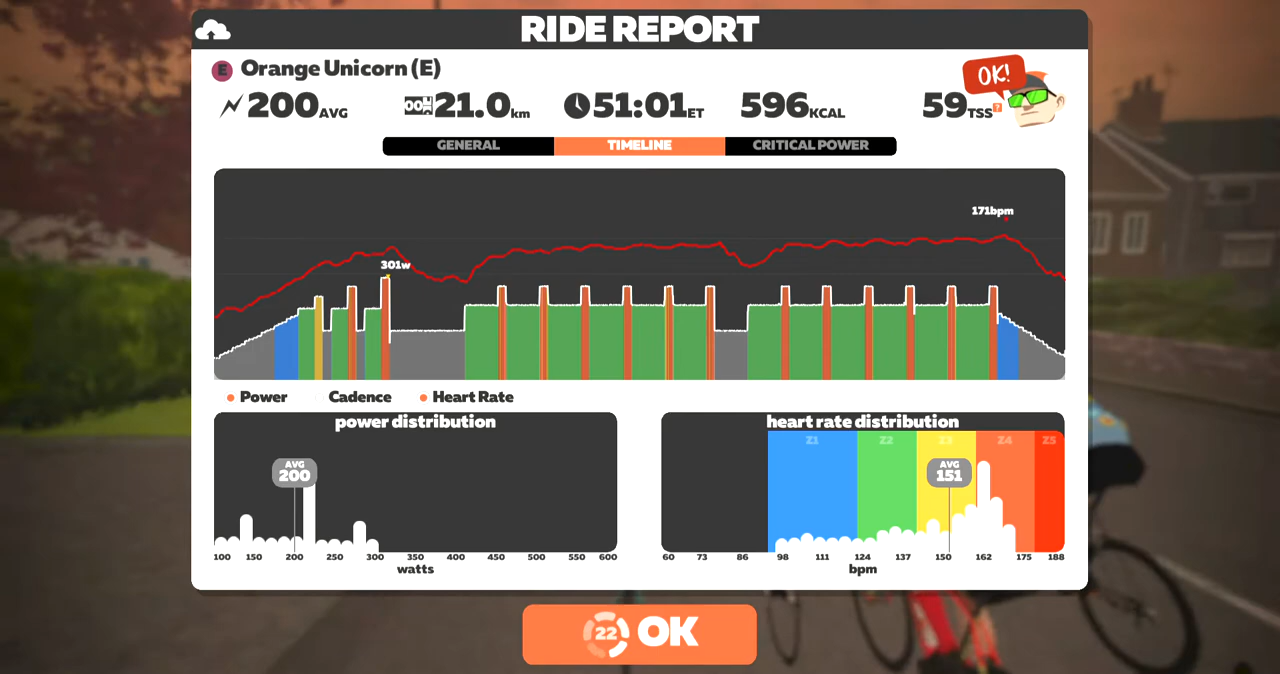 RIDE REPORT
E Orange Unicorn (E)
OK!
200AVG 21.0km 51:01ET 596KCAL 59TSS ?
GENERAL TIMELINE CRITICAL POWER
171bpm
301w
Power Cadence Heart Rate
power distribution
AVG
200
100 150 200 250 300 350 400 450 500 550 600
watts
heart rate distribution
Z1 Z2 Z3 Z4 Z5
AVG
151
60 73 86 98 111 124 137 150 162 175 188
bpm
22 OK